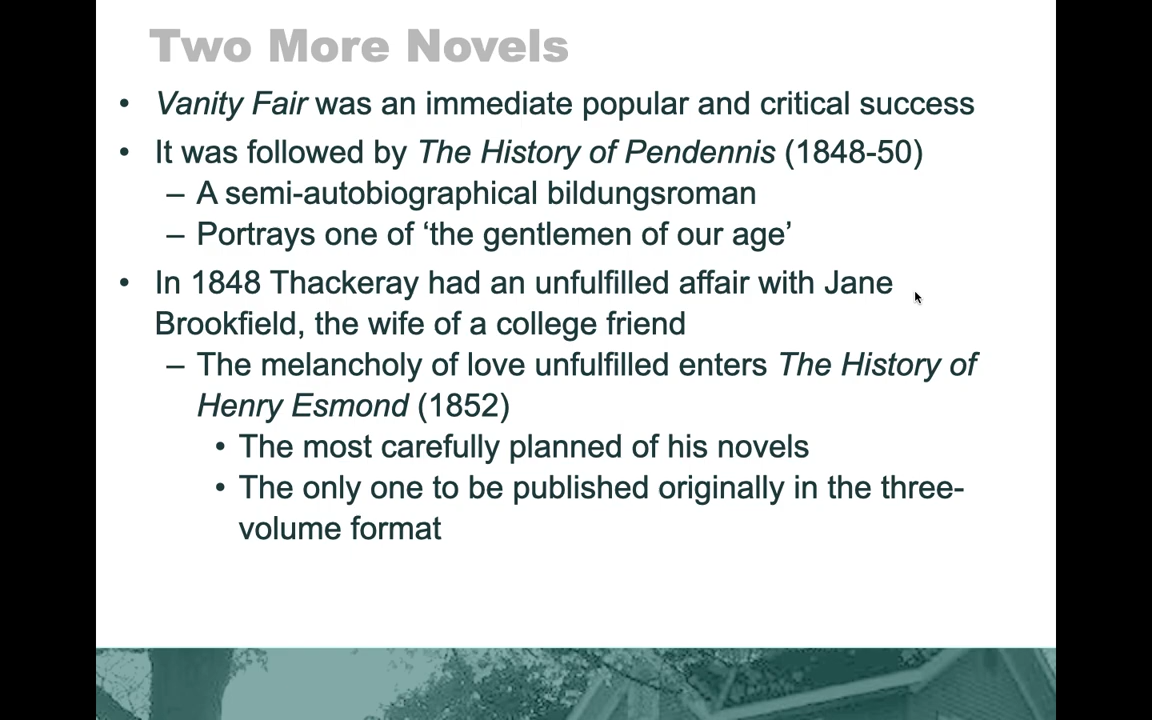 Two More Novels
• Vanity Fair was an immediate popular and critical success
• It was followed by The History of Pendennis (1848-50)
– A semi-autobiographical bildungsroman
– Portrays one of ‘the gentlemen of our age’
• In 1848 Thackeray had an unfulfilled affair with Jane
Brookfield, the wife of a college friend
– The melancholy of love unfulfilled enters The History of
Henry Esmond (1852)
• The most carefully planned of his novels
• The only one to be published originally in the three-
volume format